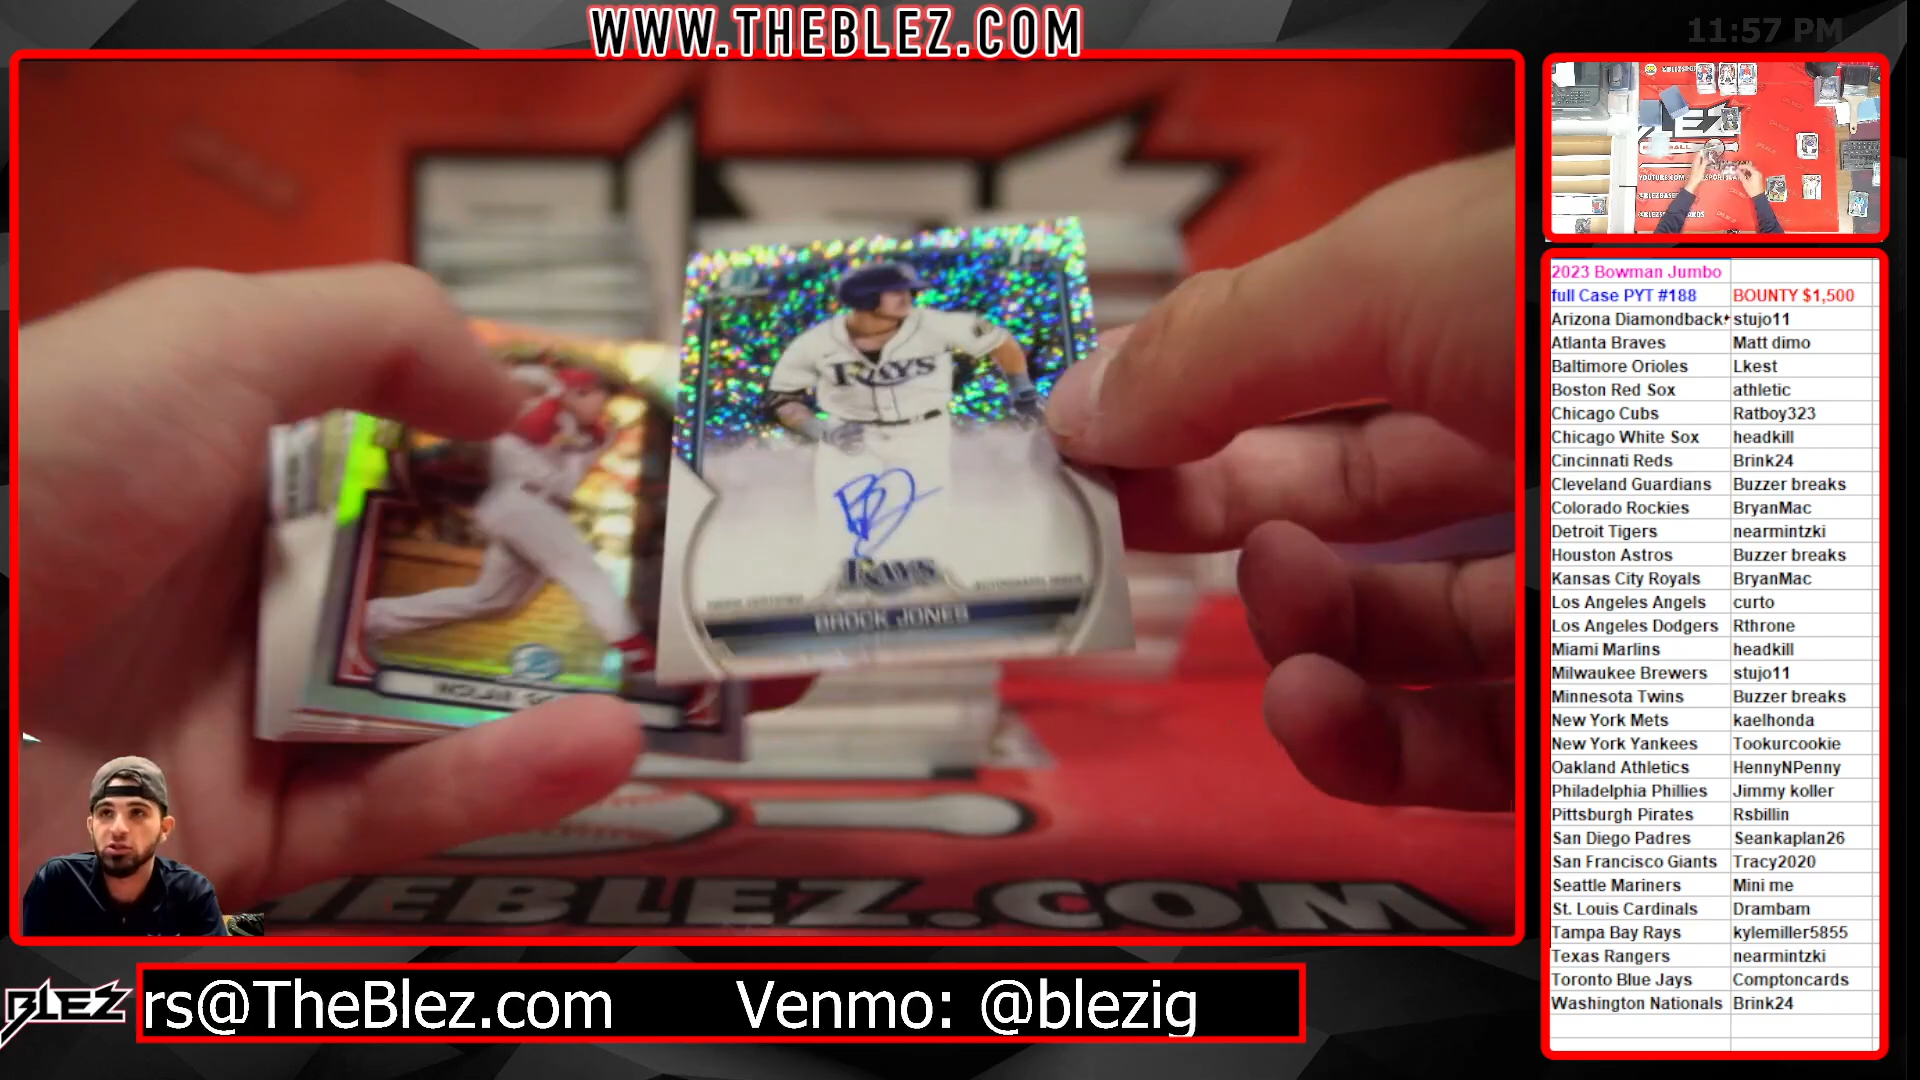 WWW.THEBLEZ.COM
11:57 PM
RAYS
RAYS
BROCK JONES
HEBLEZ.COM
BLEZ
rs@TheBlez.com Venmo: @blezig
2023 Bowman Jumbo
full Case PYT #188 BOUNTY $1,500
Arizona Diamondback stujo11
Atlanta Braves Matt dimo
Baltimore Orioles Lkest
Boston Red Sox athletic
Chicago Cubs Ratboy323
Chicago White Sox headkill
Cincinnati Reds Brink24
Cleveland Guardians Buzzer breaks
Colorado Rockies BryanMac
Detroit Tigers nearmintzki
Houston Astros Buzzer breaks
Kansas City Royals BryanMac
Los Angeles Angels curto
Los Angeles Dodgers Rthrone
Miami Marlins headkill
Milwaukee Brewers stujo11
Minnesota Twins Buzzer breaks
New York Mets kaelhonda
New York Yankees Tookurcookie
Oakland Athletics HennyNPenny
Philadelphia Phillies Jimmy koller
Pittsburgh Pirates Rsbillin
San Diego Padres Seankaplan26
San Francisco Giants Tracy2020
Seattle Mariners Mini me
St. Louis Cardinals Drambam
Tampa Bay Rays kylemiller5855
Texas Rangers nearmintzki
Toronto Blue Jays Comptoncards
Washington Nationals Brink24